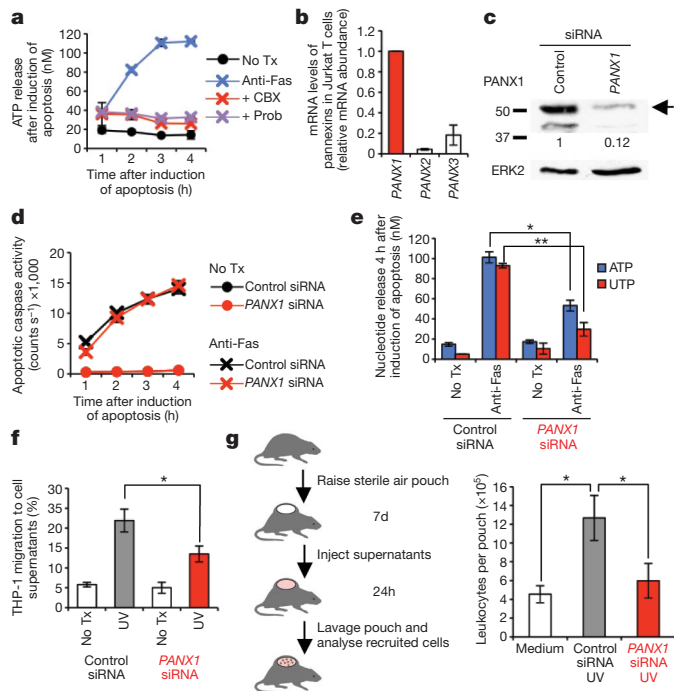 a
ATP release
after induction of
apoptosis (nM)
140
120
100
80
60
40
20
0
1 2 3 4
Time after induction
of apoptosis (h)
No Tx
Anti-Fas
+ CBX
+ Prob
b
mRNA levels of
pannexins in Jurkat T cells
(relative mRNA abundance)
1.2
1.0
0.8
0.6
0.4
0.2
0
PANX1
PANX2
PANX3
c
siRNA
Control
PANX1
PANX1
50
37
1 0.12
ERK2
d
Apoptotic caspase activity
(counts s⁻¹) ×1,000
20
15
10
5
0
1 2 3 4
Time after induction
of apoptosis (h)
No Tx
Control siRNA
PANX1 siRNA
Anti-Fas
Control siRNA
PANX1 siRNA
e
Nucleotide release 4 h after
induction of apoptosis (nM)
120
100
80
60
40
20
0
*
**
ATP
UTP
No Tx
Anti-Fas
No Tx
Anti-Fas
Control
siRNA
PANX1
siRNA
f
THP-1 migration to cell
supernatants (%)
35
25
20
15
10
5
0
*
No Tx
UV
No Tx
UV
Control
siRNA
PANX1
siRNA
g
Raise sterile air pouch
7d
Inject supernatants
24h
Lavage pouch and
analyse recruited cells
Leukocytes per pouch (×10⁵)
16
14
12
10
8
6
4
2
0
* *
Medium
Control
siRNA
UV
PANX1
siRNA
UV